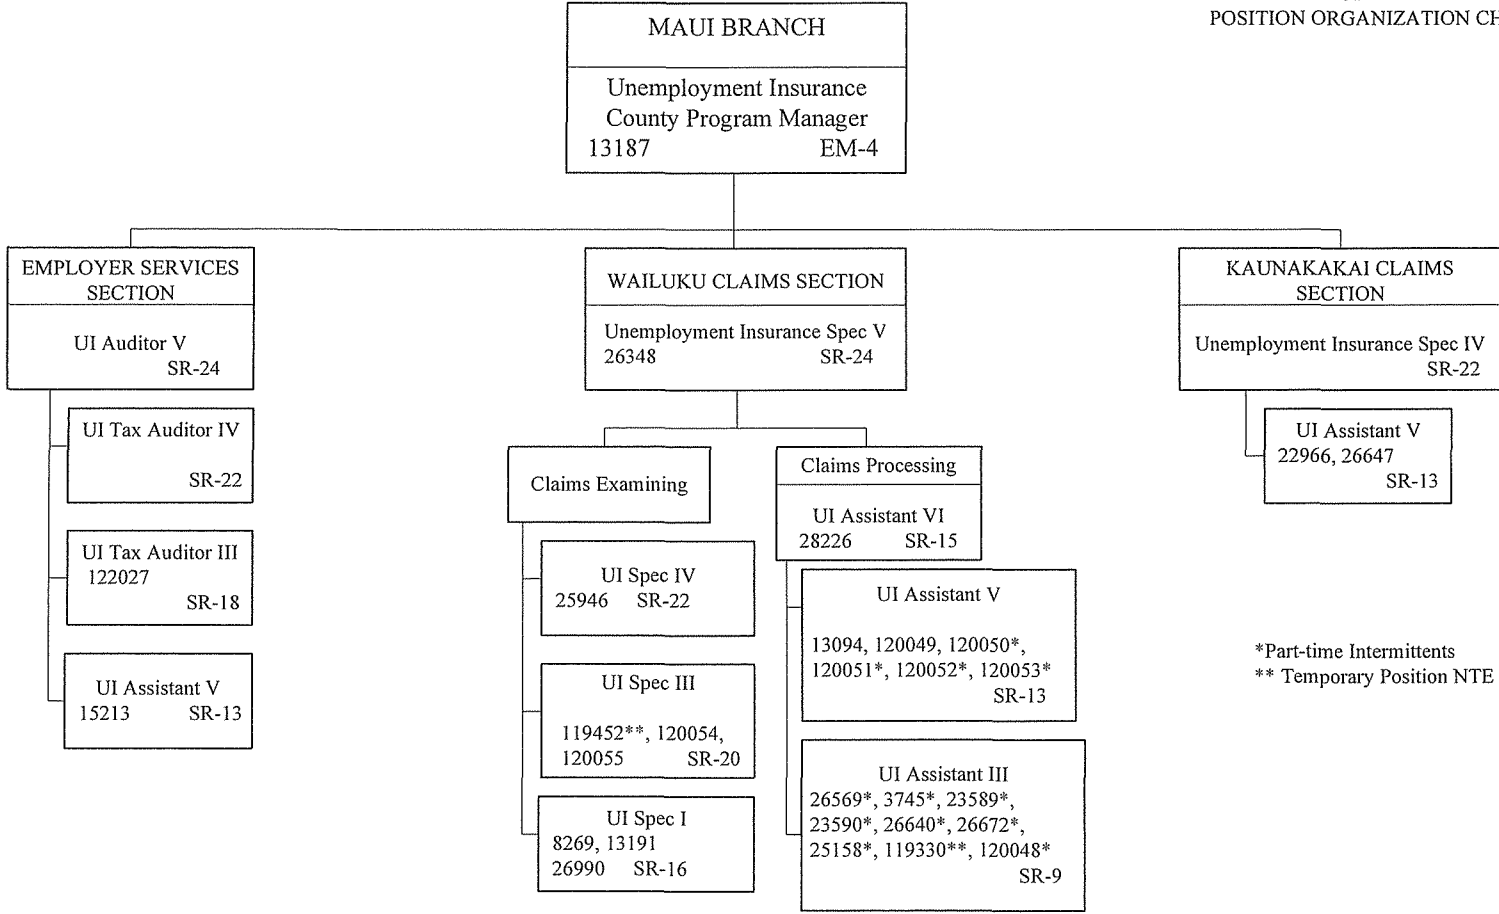 POSITION ORGANIZATION CH
MAUI BRANCH
Unemployment Insurance
County Program Manager
13187 EM-4
EMPLOYER SERVICES
SECTION
UI Auditor V
SR-24
UI Tax Auditor IV
SR-22
UI Tax Auditor III
122027
SR-18
UI Assistant V
15213 SR-13
WAILUKU CLAIMS SECTION
Unemployment Insurance Spec V
26348 SR-24
Claims Examining
UI Spec IV
25946 SR-22
UI Spec III
119452**, 120054,
120055 SR-20
UI Spec I
8269, 13191
26990 SR-16
Claims Processing
UI Assistant VI
28226 SR-15
UI Assistant V
13094, 120049, 120050*,
120051*, 120052*, 120053*
SR-13
UI Assistant III
26569*, 3745*, 23589*,
23590*, 26640*, 26672*,
25158*, 119330**, 120048*
SR-9
KAUNAKAKAI CLAIMS
SECTION
Unemployment Insurance Spec IV
SR-22
UI Assistant V
22966, 26647
SR-13
*Part-time Intermittents
** Temporary Position NTE